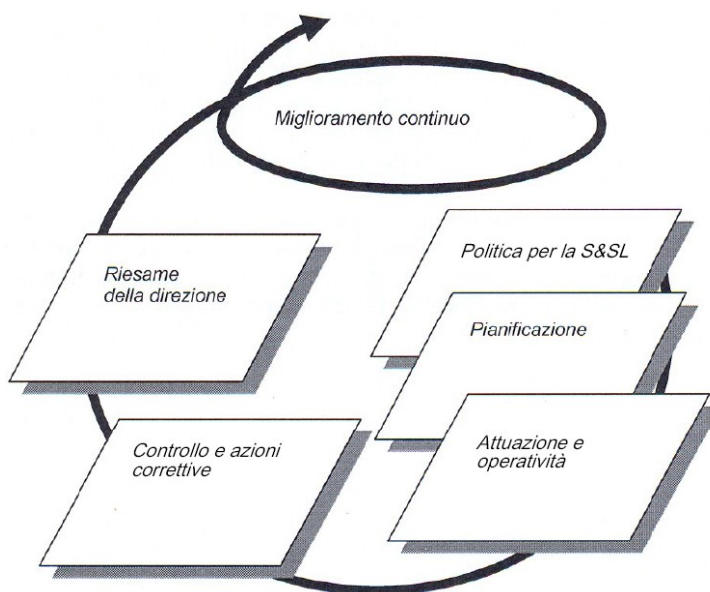 Miglioramento continuo
Politica per la S&SL
Riesame
della direzione
Pianificazione
Controllo e azioni
correttive
Attuazione e
operatività